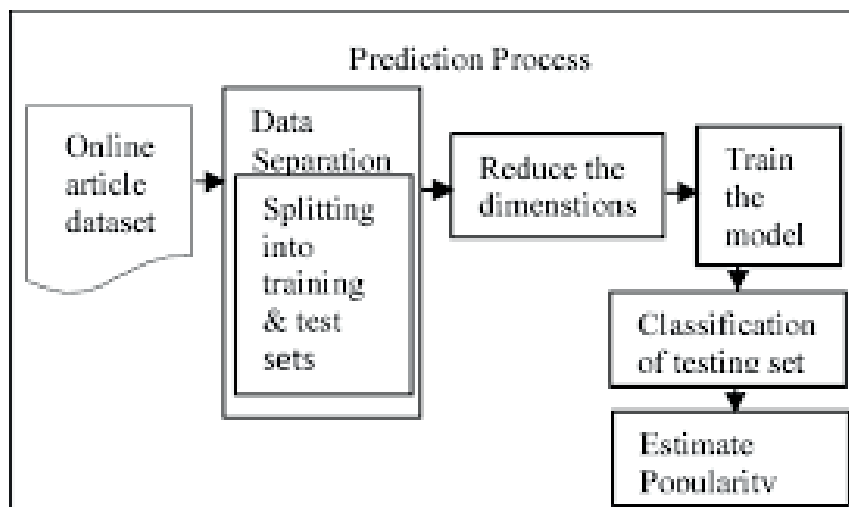 Prediction Process
Online
article
dataset
Data
Separation
Splitting
into
training
& test
sets
Reduce the
dimenstions
Train
the
model
Classification
of testing set
Estimate
Popularity